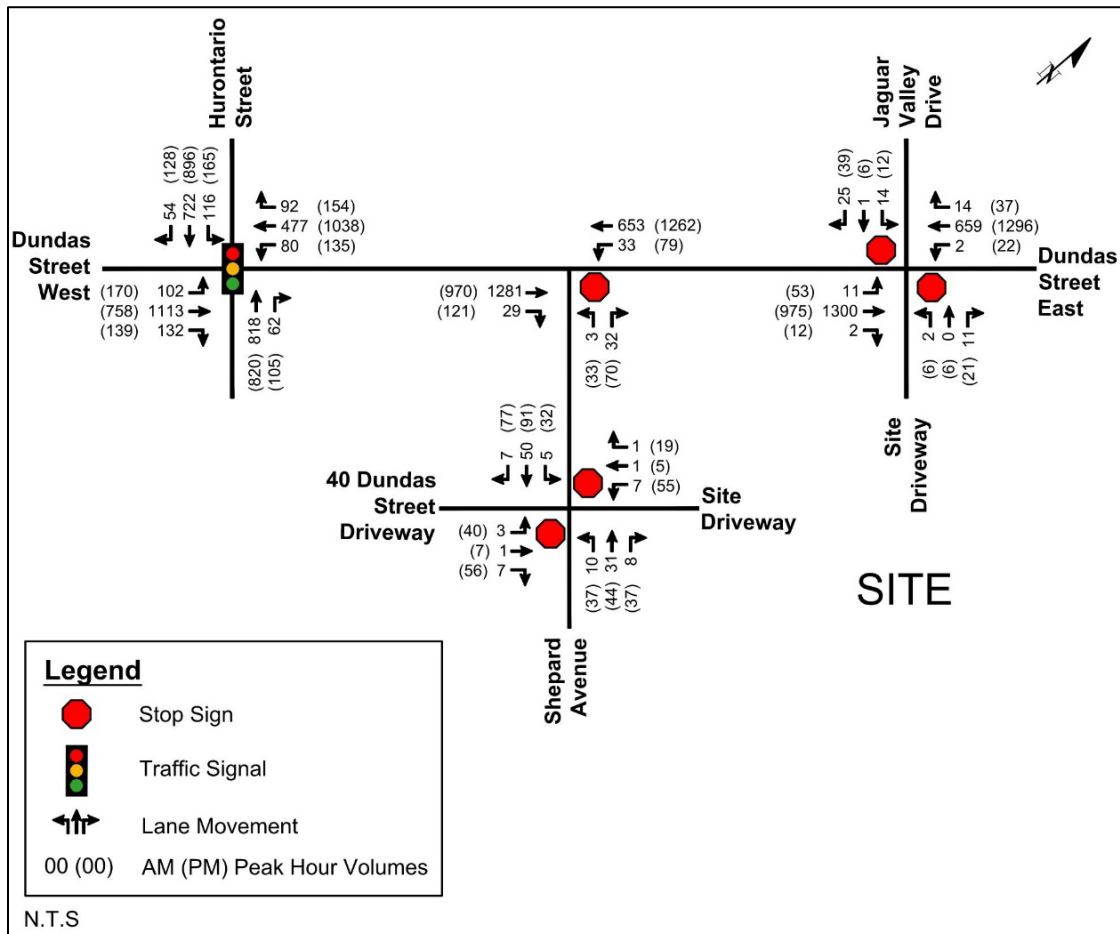 Hurontario
Street
Jaguar
Valley
Drive
N
54 (128)
722 (896)
116 (165)
92 (154)
477 (1038)
80 (135)
653 (1262)
33 (79)
25 (39)
1 (6)
14 (12)
14 (37)
659 (1296)
2 (22)
Dundas
Street
West
Dundas
Street
East
(170) 102
(758) 1113
(139) 132
(820) 818
(105) 62
(970) 1281
(121) 29
(33) 3
(70) 32
(53) 11
(975) 1300
(12) 2
(6) 2
(6) 0
(21) 11
Site
Driveway
7 (77)
50 (91)
5 (32)
1 (19)
1 (5)
7 (55)
40 Dundas
Street
Driveway
Site
Driveway
(40) 3
(7) 1
(56) 7
(37) 10
(44) 31
(37) 8
SITE
Shepard
Avenue
Legend
Stop Sign
Traffic Signal
Lane Movement
00 (00) AM (PM) Peak Hour Volumes
N.T.S